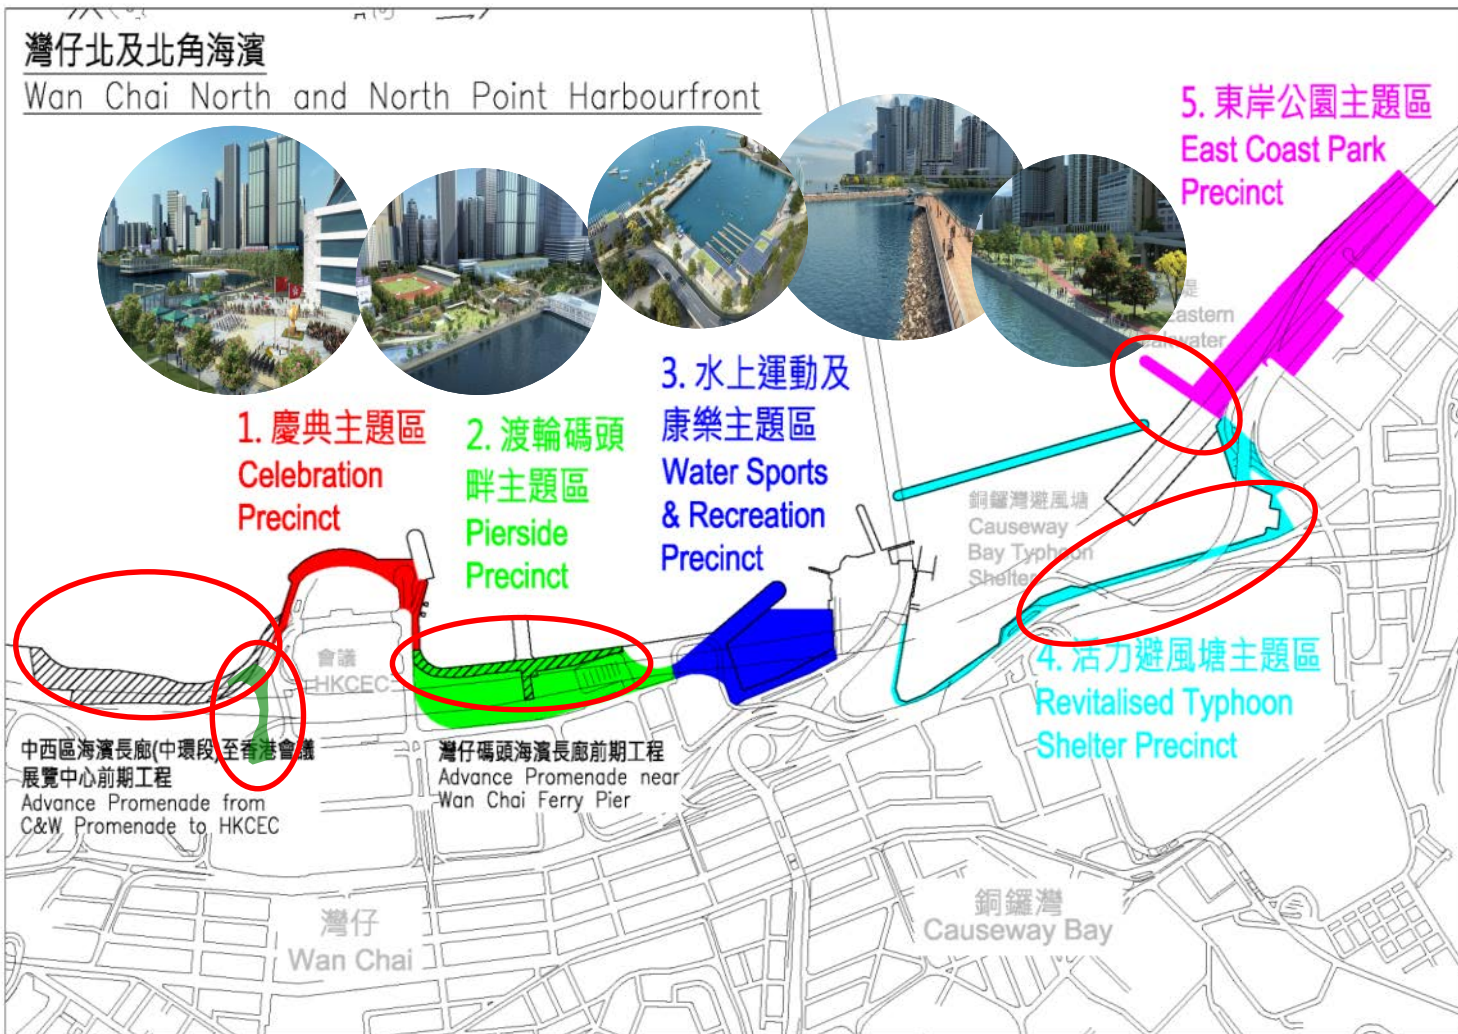 灣仔北及北角海濱
Wan Chai North and North Point Harbourfront
5. 東岸公園主題區
East Coast Park
Precinct
3. 水上運動及
康樂主題區
Water Sports
& Recreation
Precinct
1. 慶典主題區
Celebration
Precinct
2. 渡輪碼頭
畔主題區
Pierside
Precinct
堤
Eastern
akwater
銅鑼灣避風塘
Causeway
Bay Typhoon
Shelter
會議
HKCEC
4. 活力避風塘主題區
Revitalised Typhoon
Shelter Precinct
中西區海濱長廊(中環段)至香港會議
展覽中心前期工程
Advance Promenade from
C&W Promenade to HKCEC
灣仔碼頭海濱長廊前期工程
Advance Promenade near
Wan Chai Ferry Pier
灣仔
Wan Chai
銅鑼灣
Causeway Bay